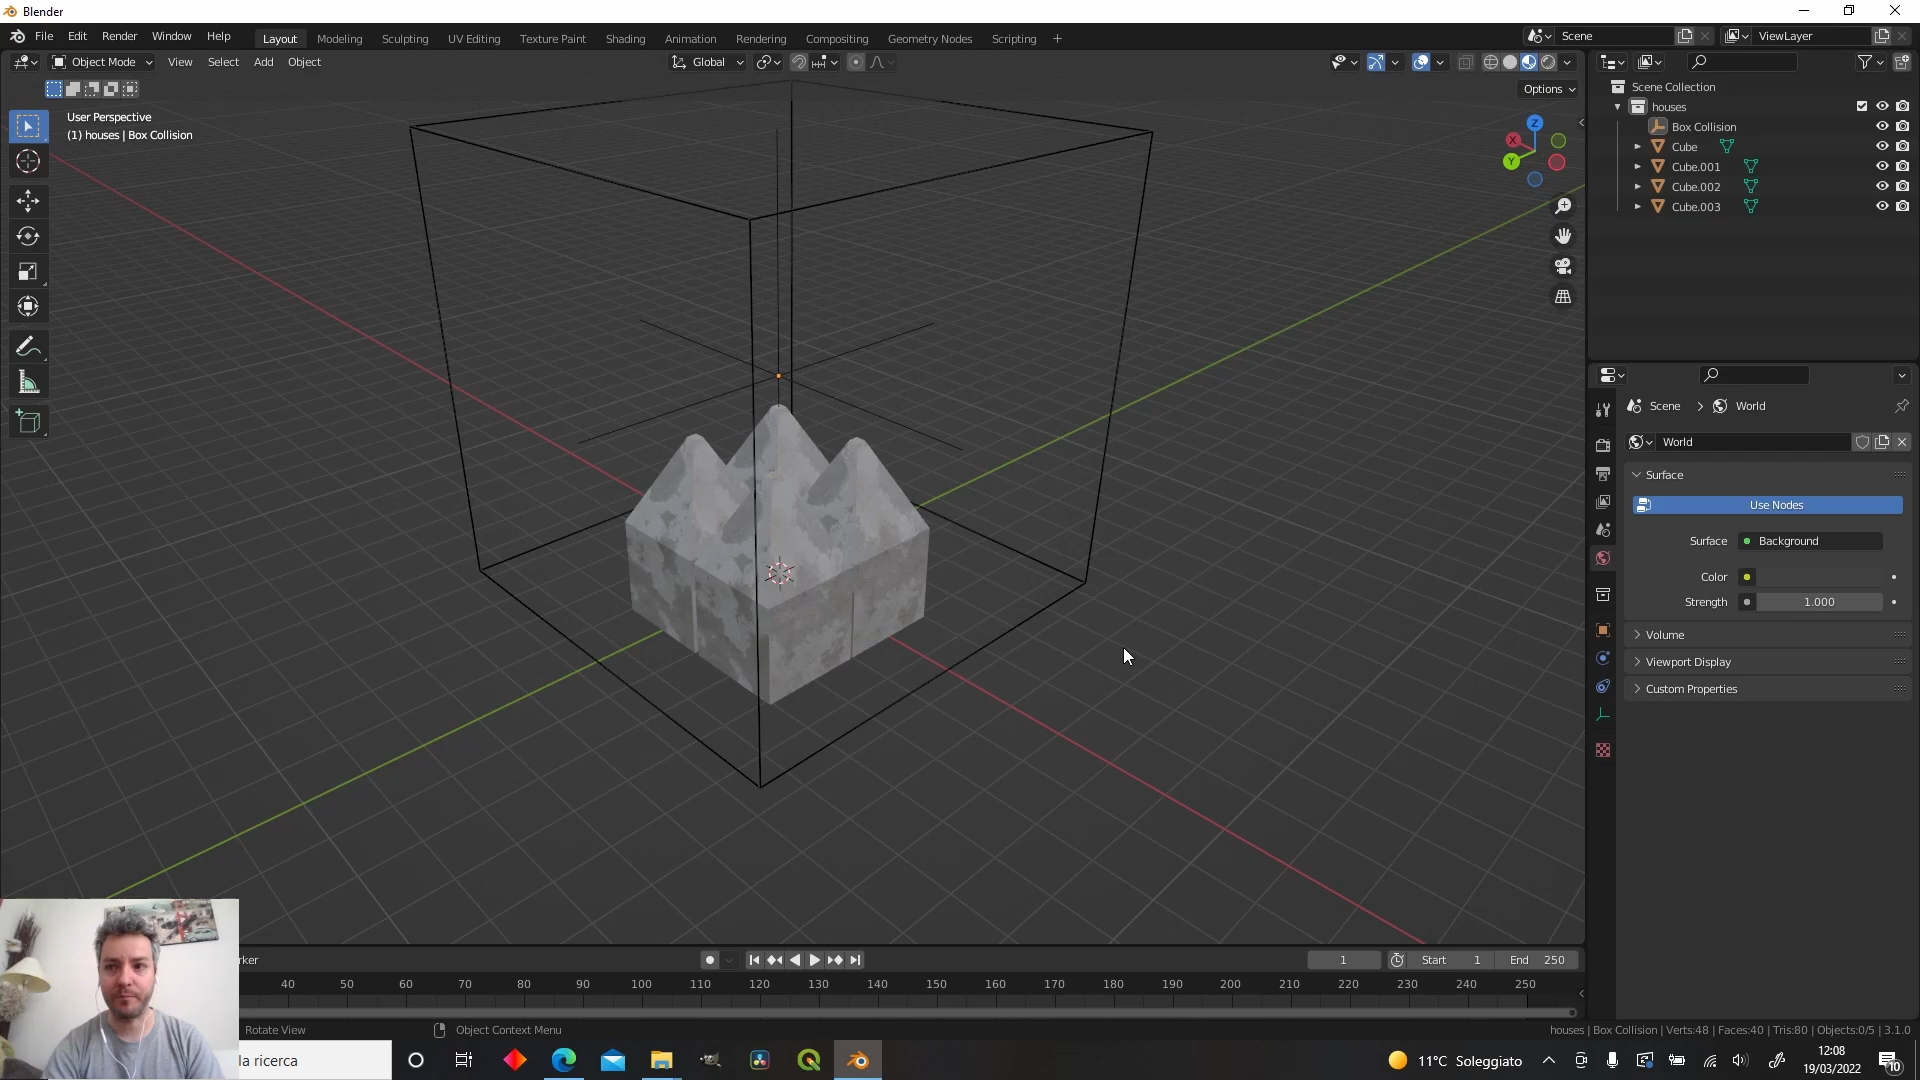 Blender
File Edit Render Window Help
Layout Modeling Sculpting UV Editing Texture Paint Shading Animation Rendering Compositing Geometry Nodes Scripting +
Scene
ViewLayer
Object Mode View Select Add Object
Global
Options
User Perspective
(1) houses | Box Collision
Z
X
Y
Scene Collection
houses
Box Collision
Cube
Cube.001
Cube.002
Cube.003
Scene > World
World
Surface
Use Nodes
Surface Background
Color
Strength 1.000
Volume
Viewport Display
Custom Properties
rker
1 Start 1 End 250
40 50 60 70 80 90 100 110 120 130 140 150 160 170 180 190 200 210 220 230 240 250
Rotate View Object Context Menu
houses | Box Collision | Verts:48 | Faces:40 | Tris:80 | Objects:0/5 | 3.1.0
la ricerca
11°C Soleggiato
12:08
19/03/2022
10